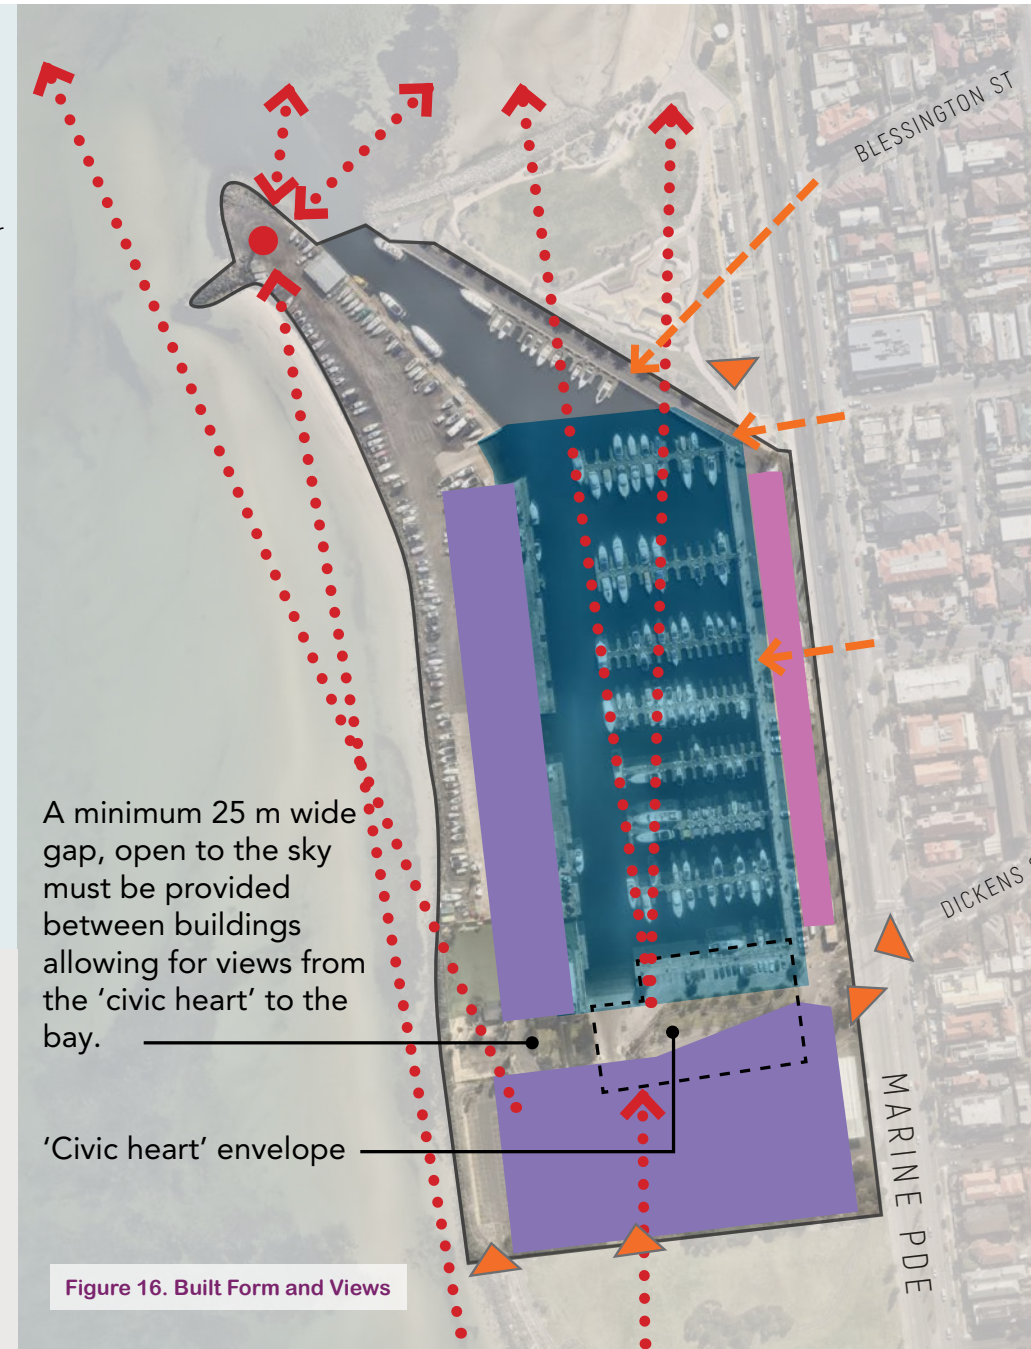 BLESSINGTON ST
A minimum 25 m wide
gap, open to the sky
must be provided
between buildings
allowing for views from
the ‘civic heart’ to the
bay.
DICKENS
‘Civic heart’ envelope
MARINE PDE
Figure 16. Built Form and Views